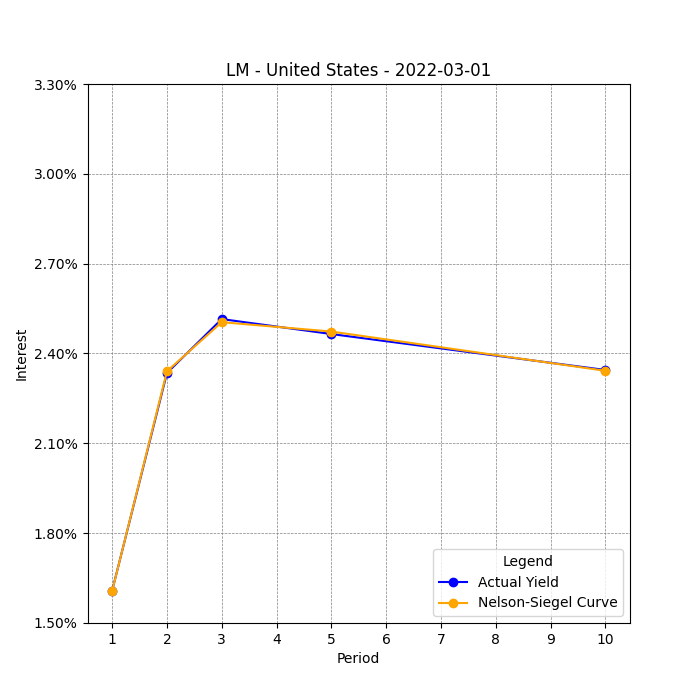 LM - United States - 2022-03-01
3.30%
3.00%
2.70%
2.40%
2.10%
1.80%
1.50%
Interest
1 2 3 4 5 6 7 8 9 10
Period
Legend
Actual Yield
Nelson-Siegel Curve